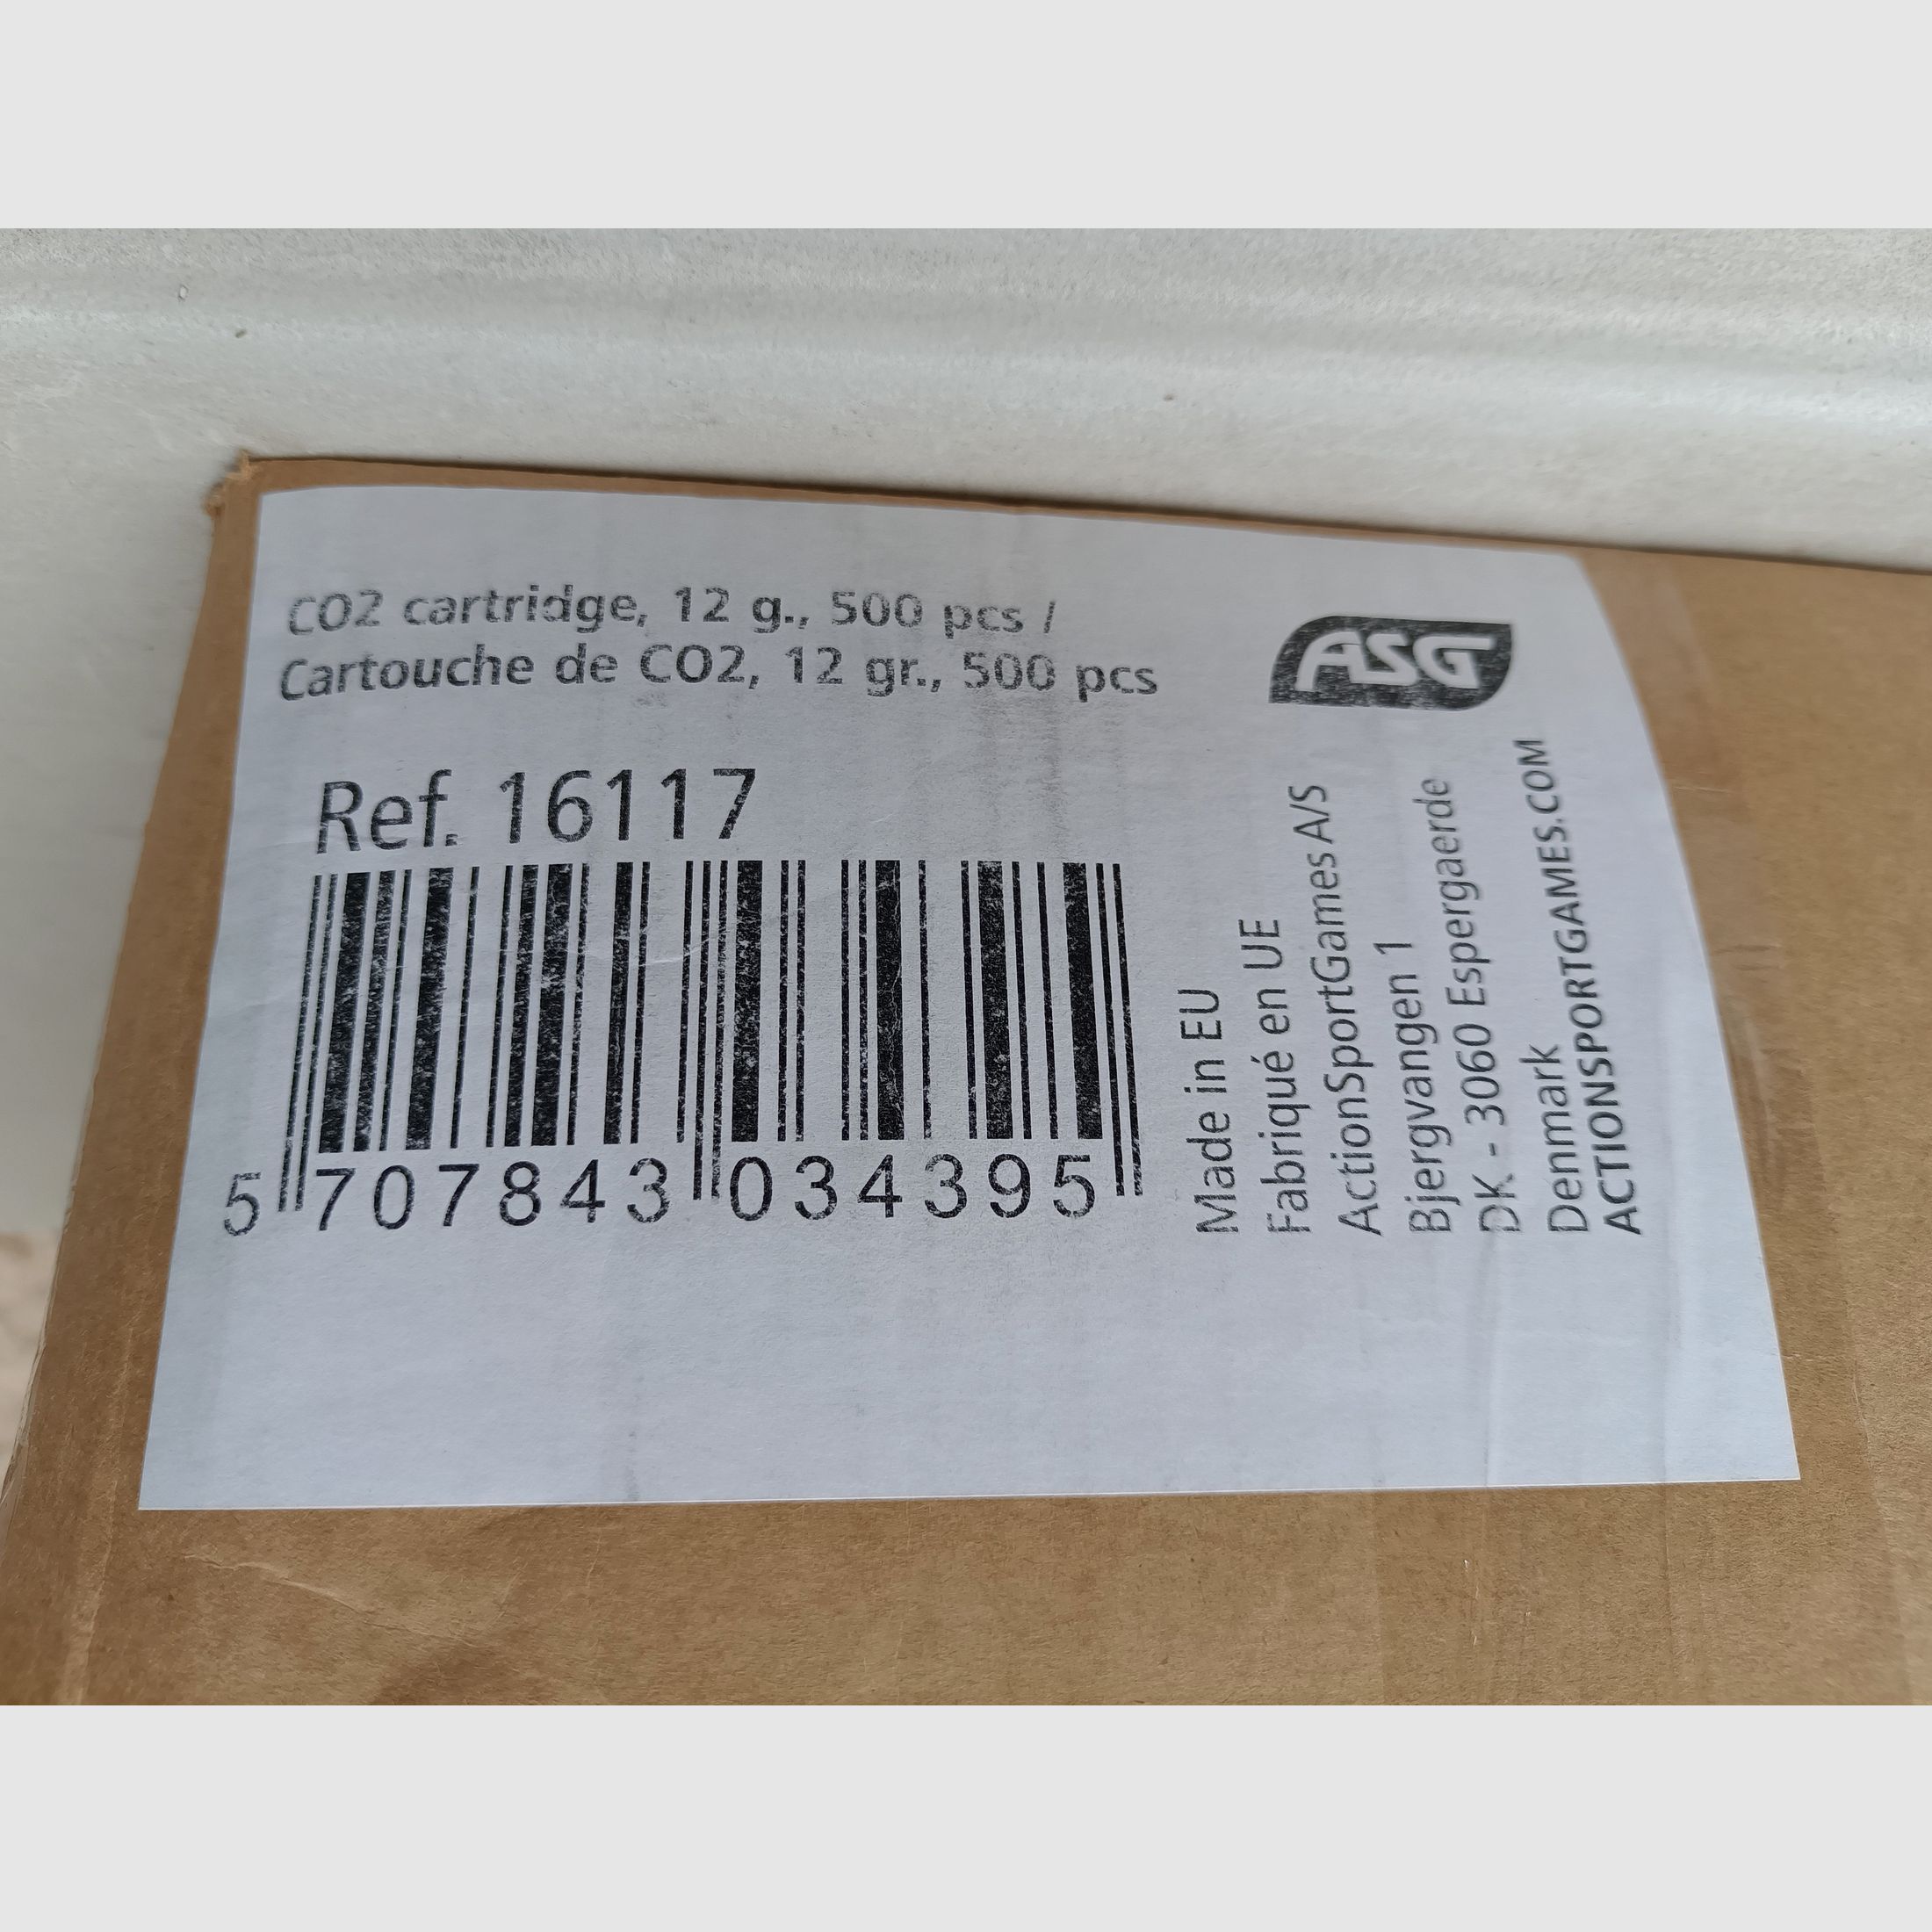 CO2 cartridge, 12 g., 500 pcs /
Cartouche de CO2, 12 gr., 500 pcs
ASG
Ref. 16117
5 707843 034395
Made in EU
Fabriqué en UE
ActionSportGames A/S
Bjergvangen 1
DK - 3060 Espergaerde
Denmark
ACTIONSPORTGAMES.COM